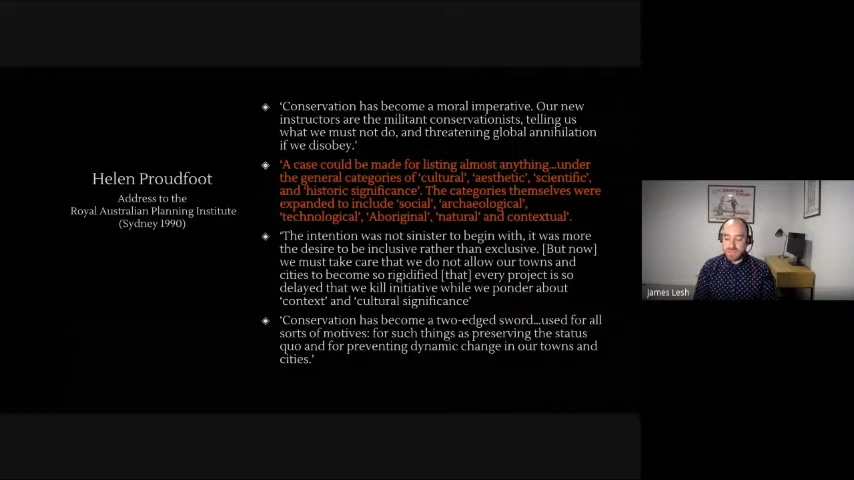 Helen Proudfoot
Address to the
Royal Australian Planning Institute
(Sydney 1990)
‘Conservation has become a moral imperative. Our new
instructors are the militant conservationists, telling us
what we must not do, and threatening global annihilation
if we disobey.’
‘A case could be made for listing almost anything…under
the general categories of ‘cultural’, ‘aesthetic’, ‘scientific’,
and ‘historic significance’. The categories themselves were
expanded to include ‘social’, ‘archaeological’,
‘technological’, ‘Aboriginal’, ‘natural’ and contextual’.
‘The intention was not sinister to begin with, it was more
the desire to be inclusive rather than exclusive. [But now]
we must take care that we do not allow our towns and
cities to become so rigidified [that] every project is so
delayed that we kill initiative while we ponder about
‘context’ and ‘cultural significance’
‘Conservation has become a two-edged sword…used for all
sorts of motives: for such things as preserving the status
quo and for preventing dynamic change in our towns and
cities.’
James Lesh